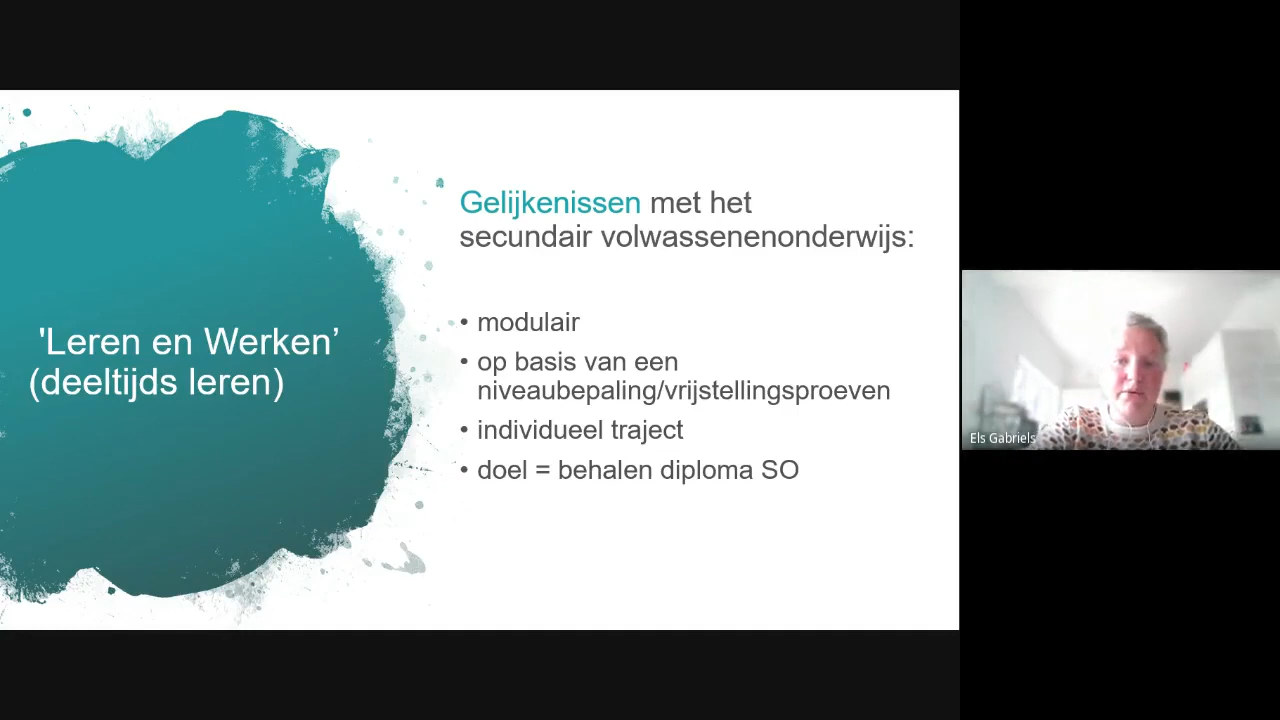 'Leren en Werken’
(deeltijds leren)
Gelijkenissen met het
secundair volwassenenonderwijs:
• modulair
• op basis van een
niveaubepaling/vrijstellingsproeven
• individueel traject
• doel = behalen diploma SO
Els Gabriels